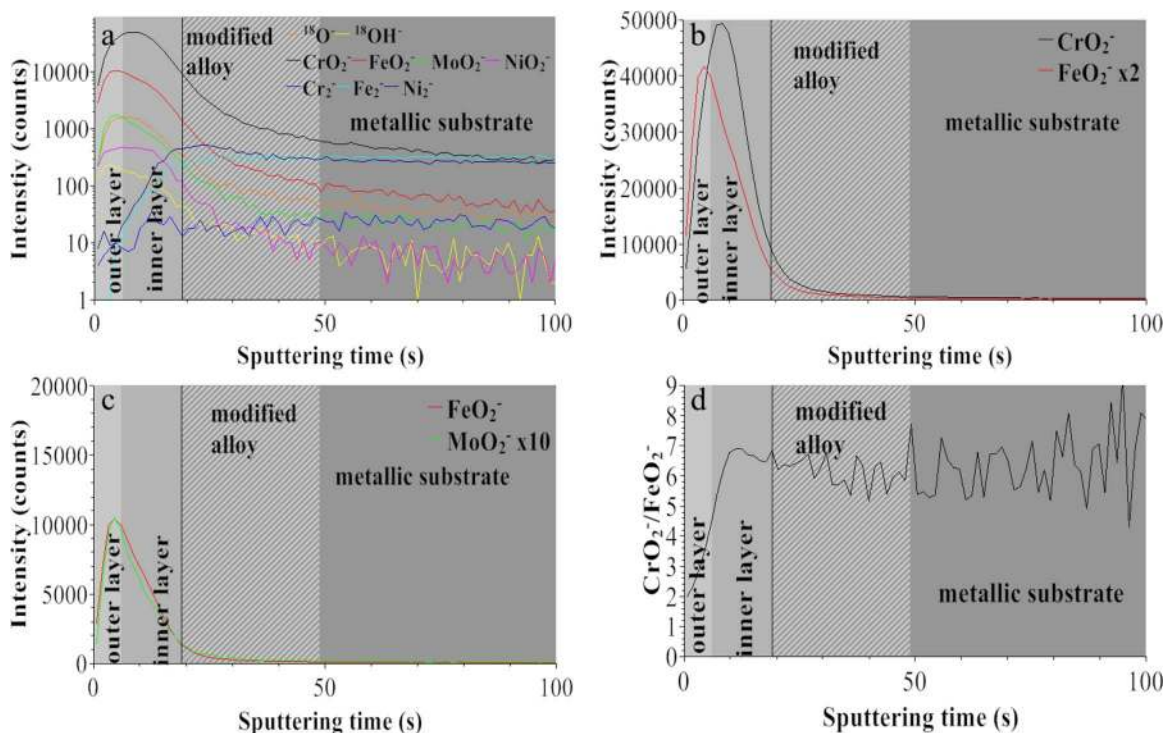 a
modified
alloy
¹⁸O⁻ ¹⁸OH⁻
CrO₂⁻ FeO₂⁻ MoO₂⁻ NiO₂⁻
Cr₂⁻ Fe₂⁻ Ni₂⁻
metallic substrate
outer layer
inner layer
10000
1000
100
10
1
0 50 100
Intenstiy (counts)
Sputtering time (s)
b
modified
alloy
CrO₂⁻
FeO₂⁻ x2
metallic substrate
outer layer
inner layer
50000
40000
30000
20000
10000
0
0 50 100
Intensity (counts)
Sputtering time (s)
c
modified
alloy
FeO₂⁻
MoO₂⁻ x10
metallic substrate
outer layer
inner layer
20000
15000
10000
5000
0
0 50 100
Intensity (counts)
Sputtering time (s)
d
modified
alloy
metallic substrate
outer layer
inner layer
9
8
7
6
5
4
3
2
1
0
0 50 100
CrO₂⁻/FeO₂⁻
Sputtering time (s)